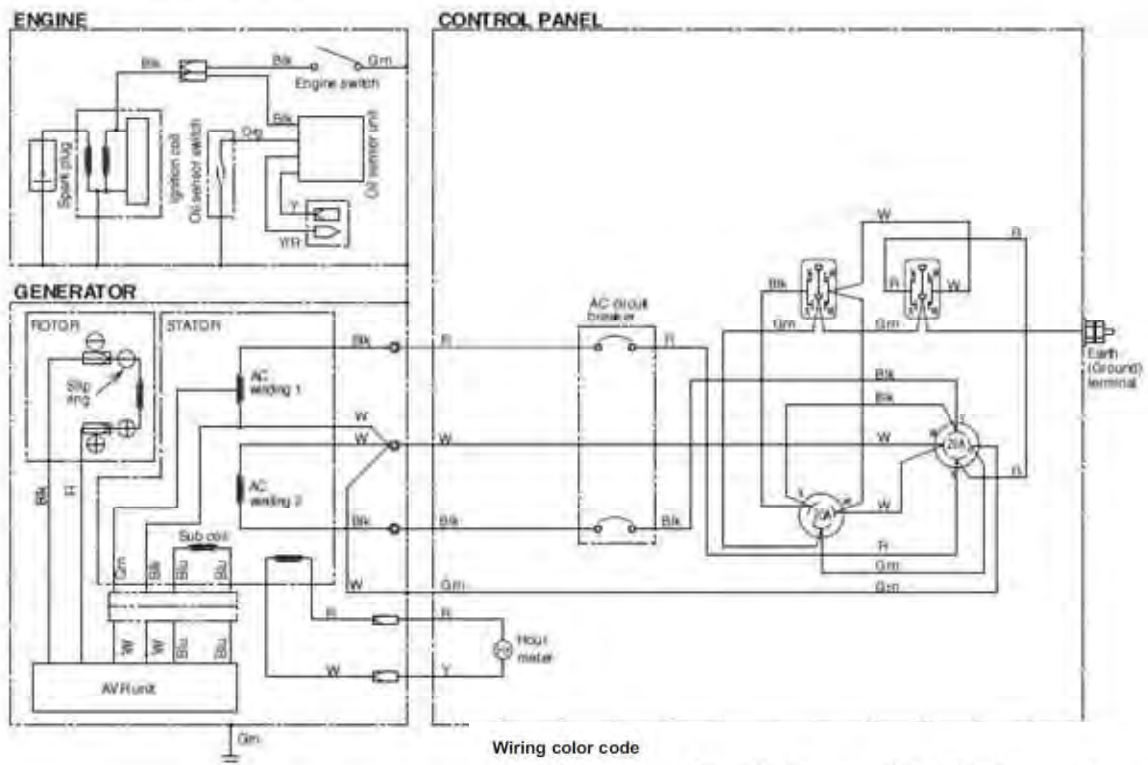 ENGINE
Blk
Engine switch
Grn
Spark plug
Ignition coil
Oil sensor switch
Org
Blk
Oil sensor unit
Y
Y/R
GENERATOR
ROTOR
Slip
ring
STATOR
AC
winding 1
AC
winding 2
Sub coil
Blk
W
W
Blk
W
Blk
R
Grn
Blk
Blu
Blu
W
W
Blu
Blu
AVR unit
R
W
Grn
CONTROL PANEL
AC circuit
breaker
R
R
W
W
Blk
Blk
Grn
R
Y
Hour
meter
W
R
Blk
R
W
Grn
Grn
Earth
(Ground)
terminal
Blk
Blk
20A
W
R
Grn
Grn
Wiring color code